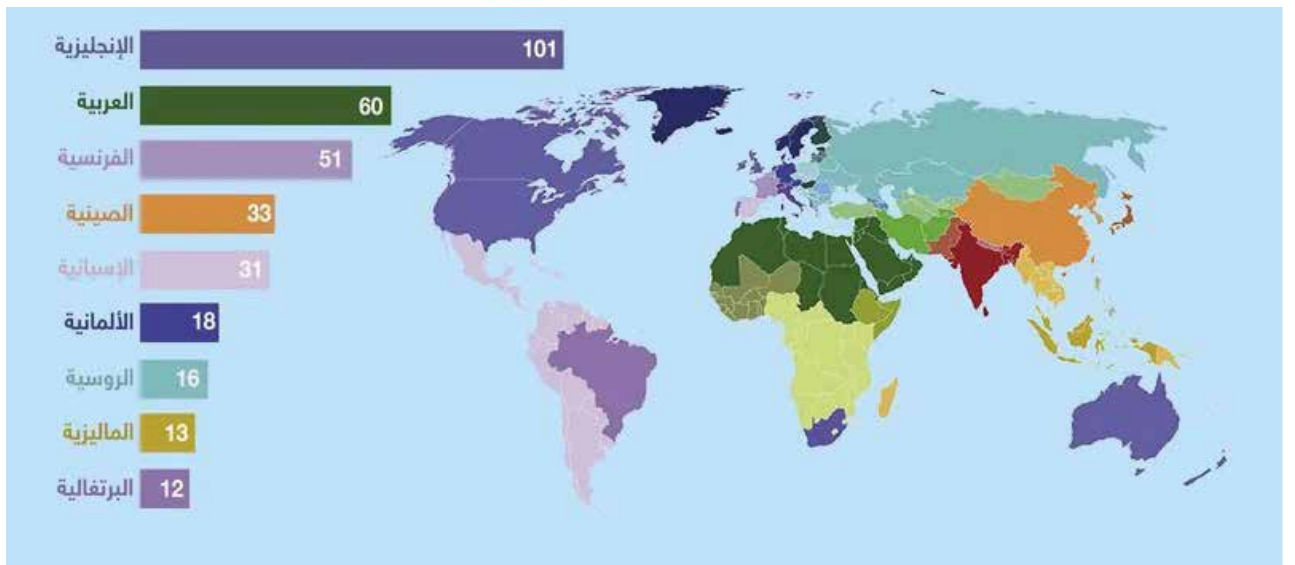 الإنجليزية 101
العربية 60
الفرنسية 51
الصينية 33
الإسبانية 31
الألمانية 18
الروسية 16
الماليزية 13
البرتغالية 12